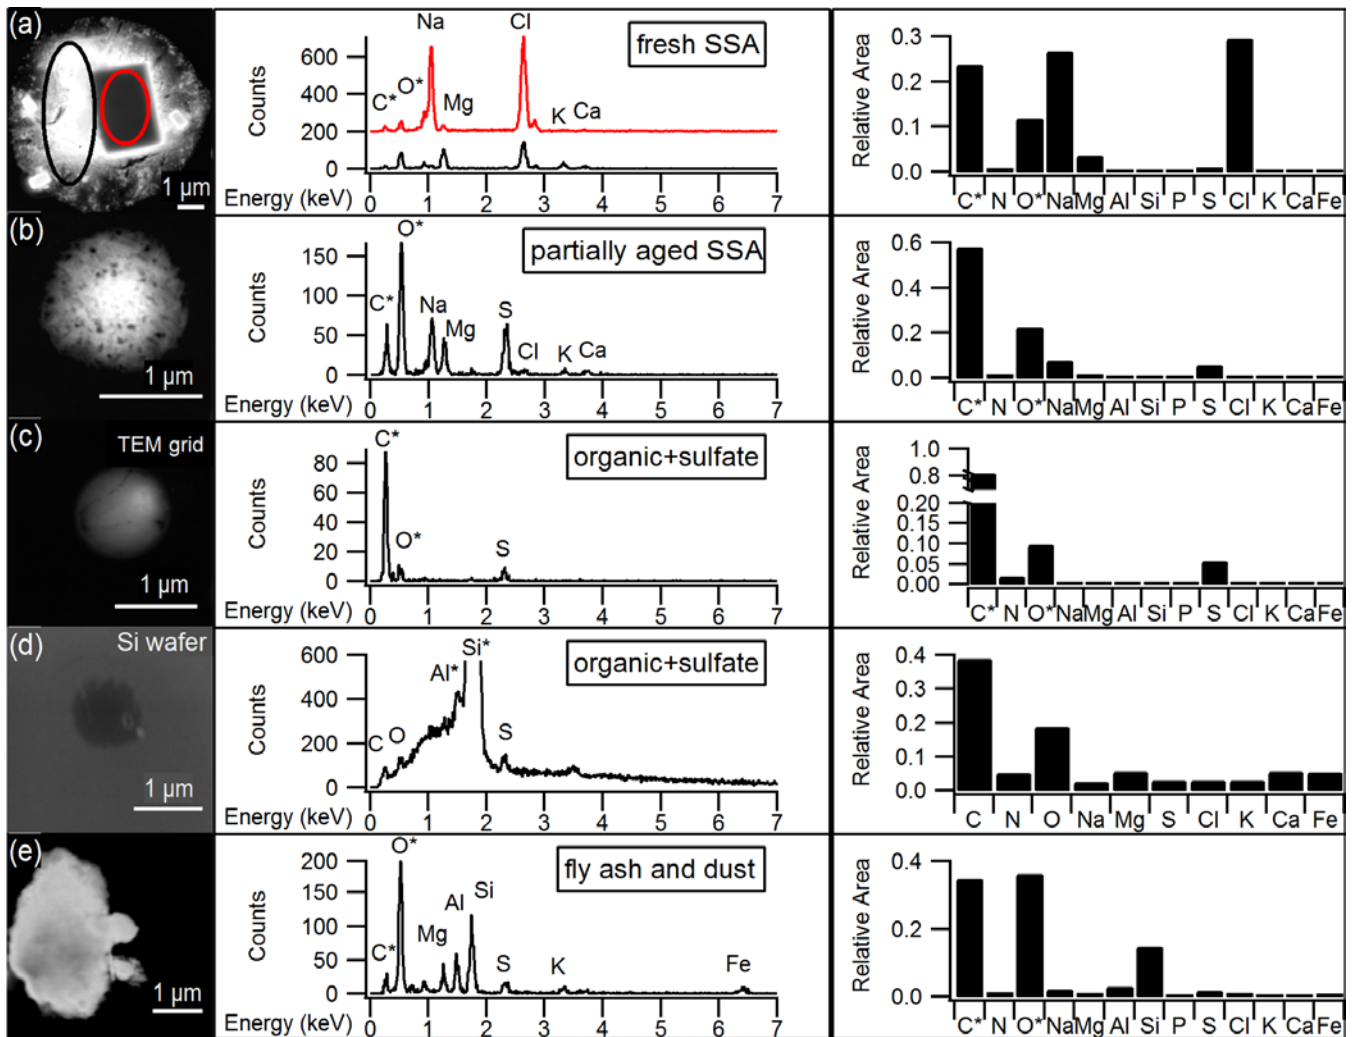 (a)
1 µm
Counts
600
400
200
0
C*
O*
Na
Mg
Cl
K
Ca
fresh SSA
Energy (keV)
0 1 2 3 4 5 6 7
Relative Area
0.3
0.2
0.1
0.0
C* N O* Na Mg Al Si P S Cl K Ca Fe
(b)
1 µm
Counts
150
100
50
0
C*
O*
Na
Mg
S
Cl
K
Ca
partially aged SSA
Energy (keV)
0 1 2 3 4 5 6 7
Relative Area
0.6
0.4
0.2
0.0
C* N O* Na Mg Al Si P S Cl K Ca Fe
(c)
TEM grid
1 µm
Counts
80
60
40
20
0
C*
O*
S
organic+sulfate
Energy (keV)
0 1 2 3 4 5 6 7
Relative Area
1.0
0.8
0.20
0.15
0.10
0.05
0.00
C* N O* Na Mg Al Si P S Cl K Ca Fe
(d)
Si wafer
1 µm
Counts
600
400
200
0
C
O
Al*
Si*
S
organic+sulfate
Energy (keV)
0 1 2 3 4 5 6 7
Relative Area
0.4
0.3
0.2
0.1
0.0
C N O Na Mg S Cl K Ca Fe
(e)
1 µm
Counts
200
150
100
50
0
C*
O*
Mg
Al
Si
S
K
Fe
fly ash and dust
Energy (keV)
0 1 2 3 4 5 6 7
Relative Area
0.4
0.2
0.0
C* N O* Na Mg Al Si P S Cl K Ca Fe